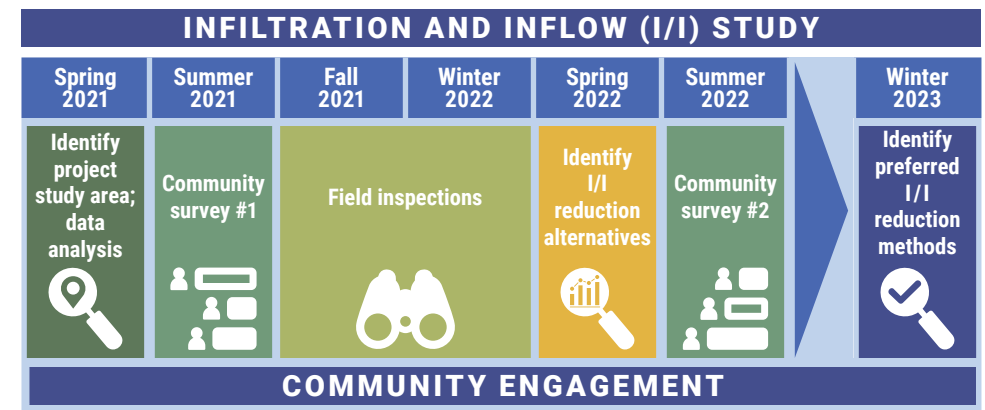 INFILTRATION AND INFLOW (I/I) STUDY
Spring
2021
Summer
2021
Fall
2021
Winter
2022
Spring
2022
Summer
2022
Winter
2023
Identify
project
study area;
data
analysis
Community
survey #1
Field inspections
Identify
I/I
reduction
alternatives
Community
survey #2
Identify
preferred
I/I
reduction
methods
COMMUNITY ENGAGEMENT